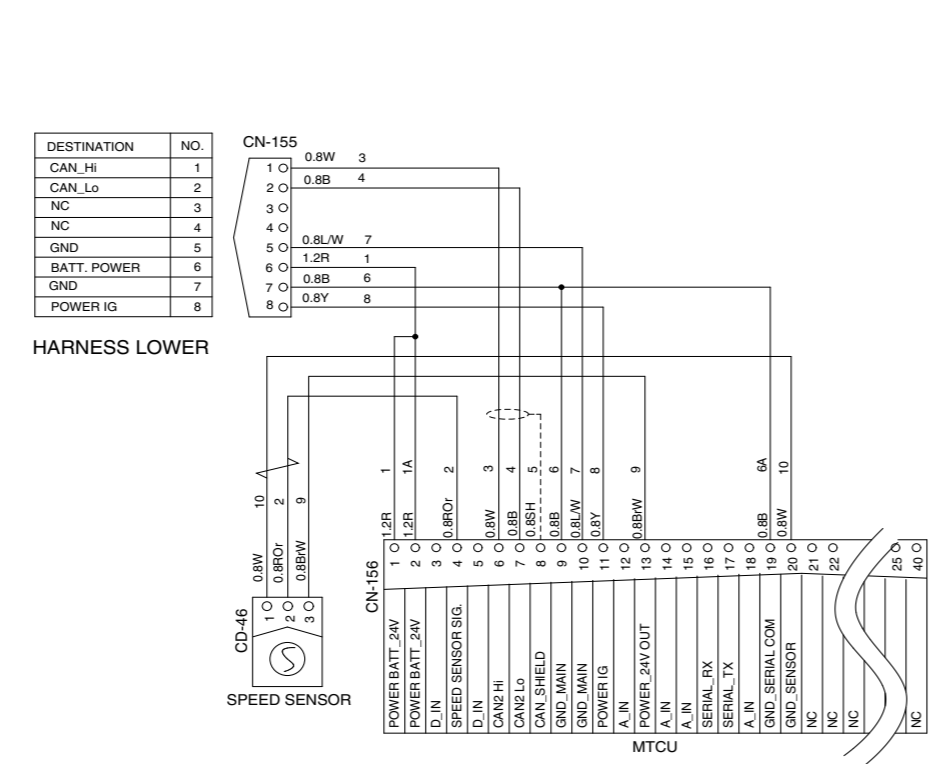 DESTINATION NO.
CAN_Hi 1
CAN_Lo 2
NC 3
NC 4
GND 5
BATT. POWER 6
GND 7
POWER IG 8
HARNESS LOWER
CN-155
1 0.8W 3
2 0.8B 4
3
4
5 0.8L/W 7
6 1.2R 1
7 0.8B 6
8 0.8Y 8
10 2 9
0.8W 0.8ROr 0.8BrW
CD-46
1 2 3
SPEED SENSOR
1 1A 2 3 4 5 6 7 8 9 6A 10
1.2R 1.2R 0.8ROr 0.8W 0.8B 0.8SH 0.8B 0.8L/W 0.8Y 0.8BrW 0.8B 0.8W
CN-156
1 2 3 4 5 6 7 8 9 10 11 12 13 14 15 16 17 18 19 20 21 22 25 40
POWER BATT_24V
POWER BATT_24V
D_IN
SPEED SENSOR SIG.
D_IN
CAN2 Hi
CAN2 Lo
CAN_SHIELD
GND_MAIN
GND_MAIN
POWER IG
A_IN
POWER_24V OUT
A_IN
A_IN
SERIAL_RX
SERIAL_TX
A_IN
GND_SERIAL COM
GND_SENSOR
NC
NC
NC
NC
MTCU